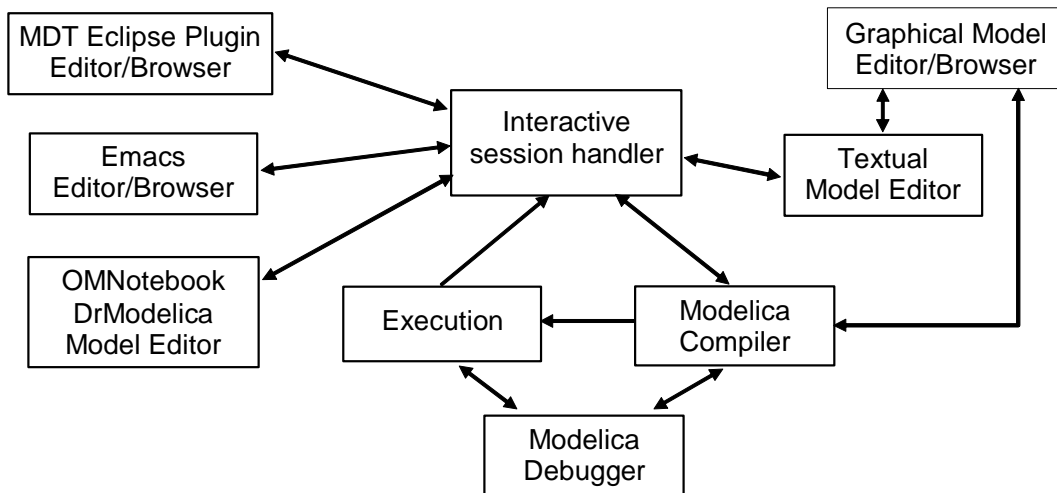 MDT Eclipse Plugin
Editor/Browser
Graphical Model
Editor/Browser
Interactive
session handler
Emacs
Editor/Browser
Textual
Model Editor
OMNotebook
DrModelica
Model Editor
Execution
Modelica
Compiler
Modelica
Debugger